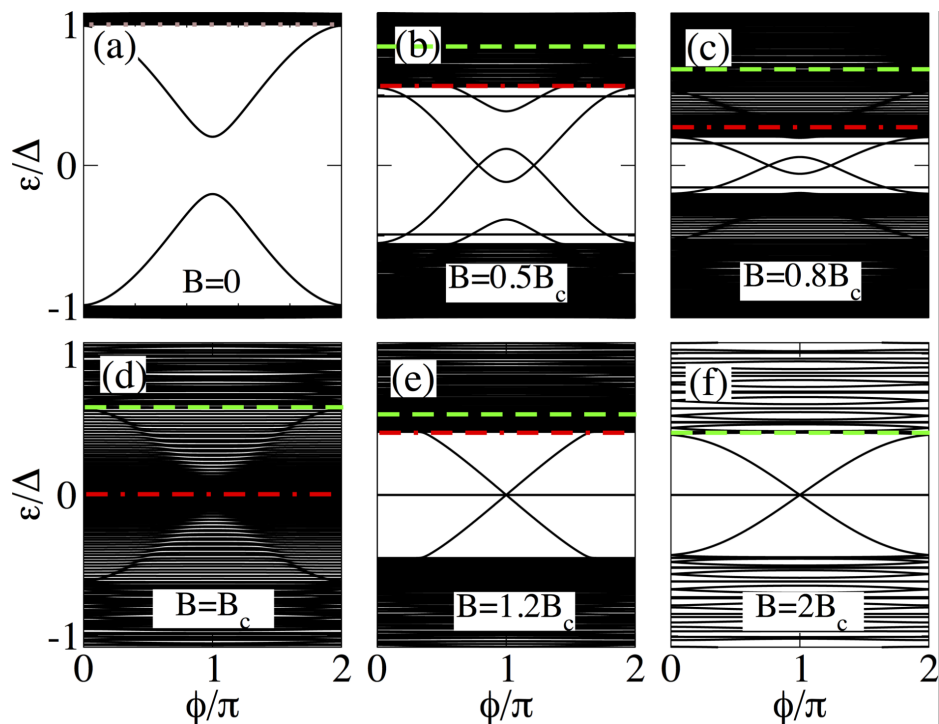 1
(a)
(b)
(c)
ε/Δ
0
B=0
B=0.5B_c
B=0.8B_c
-1
1
(d)
(e)
(f)
ε/Δ
0
B=B_c
B=1.2B_c
B=2B_c
-1
0 1 2 0 1 2 0 1 2
φ/π φ/π φ/π